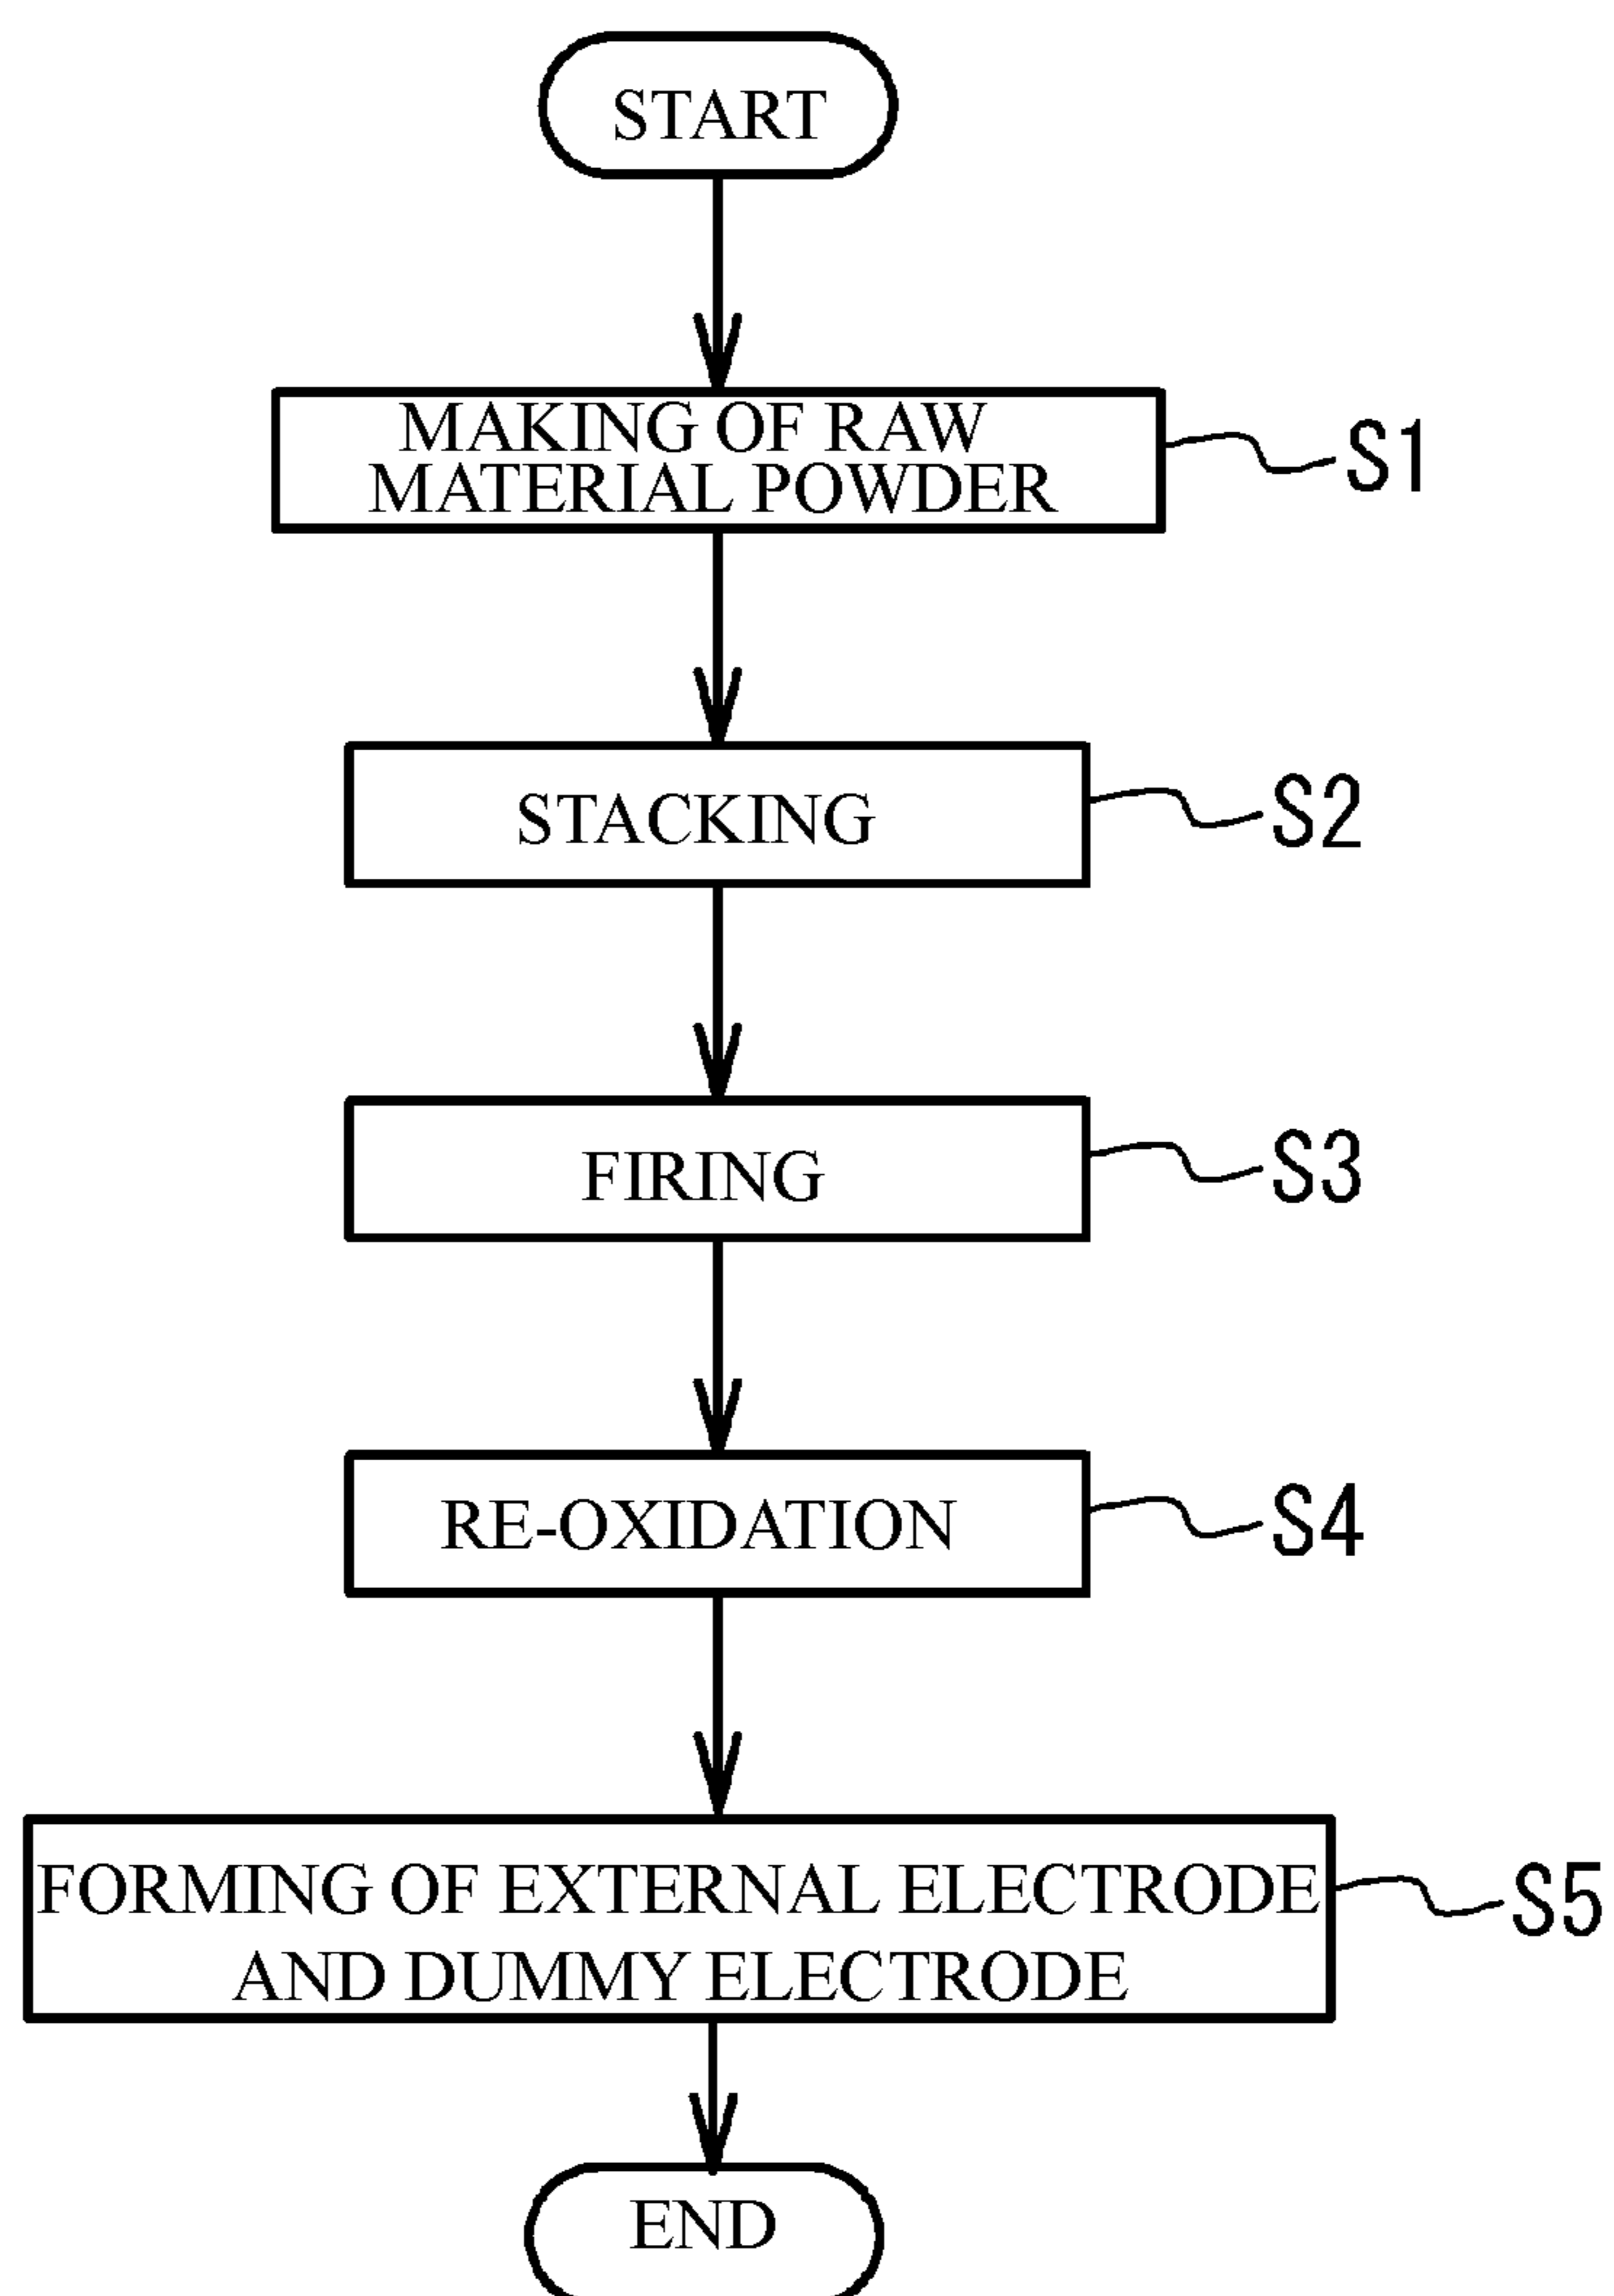 START
MAKING OF RAW
MATERIAL POWDER
S1
STACKING
S2
FIRING
S3
RE-OXIDATION
S4
FORMING OF EXTERNAL ELECTRODE
AND DUMMY ELECTRODE
S5
END